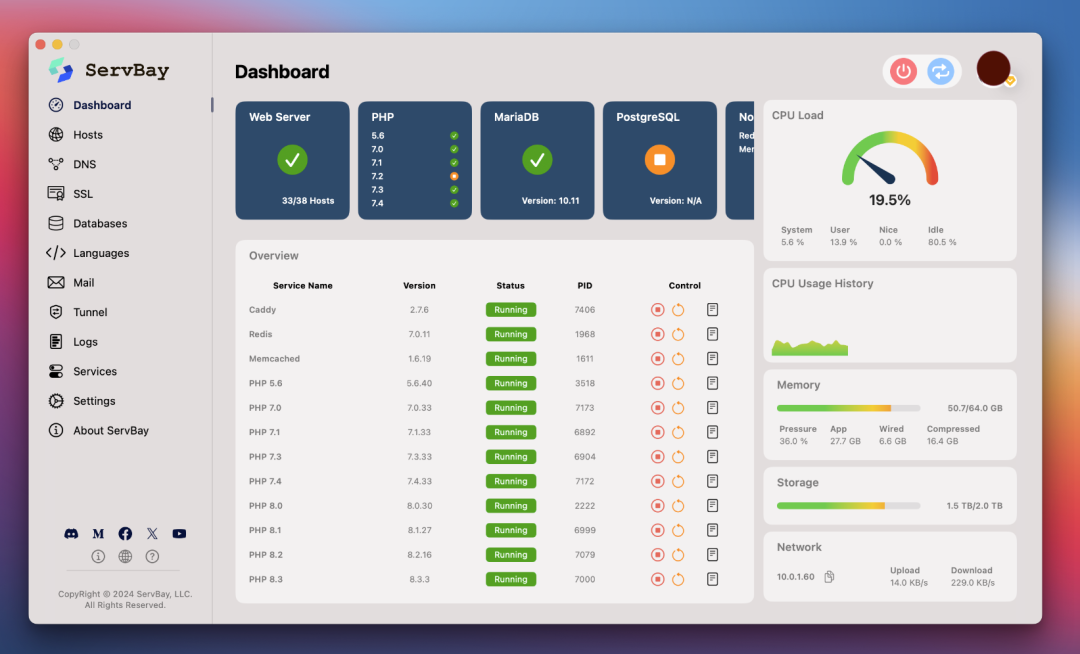 ServBay
Dashboard
Hosts
DNS
SSL
Databases
Languages
Mail
Tunnel
Logs
Services
Settings
About ServBay
CopyRight © 2024 ServBay, LLC.
All Rights Reserved.
Dashboard
Web Server
33/38 Hosts
PHP
5.6
7.0
7.1
7.2
7.3
7.4
MariaDB
Version: 10.11
PostgreSQL
Version: N/A
No
Red
Mer
Overview
Service Name Version Status PID Control
Caddy 2.7.6 Running 7406
Redis 7.0.11 Running 1968
Memcached 1.6.19 Running 1611
PHP 5.6 5.6.40 Running 3518
PHP 7.0 7.0.33 Running 7173
PHP 7.1 7.1.33 Running 6892
PHP 7.3 7.3.33 Running 6904
PHP 7.4 7.4.33 Running 7172
PHP 8.0 8.0.30 Running 2222
PHP 8.1 8.1.27 Running 6999
PHP 8.2 8.2.16 Running 7079
PHP 8.3 8.3.3 Running 7000
CPU Load
19.5%
System User Nice Idle
5.6 % 13.9 % 0.0 % 80.5 %
CPU Usage History
Memory
50.7/64.0 GB
Pressure App Wired Compressed
36.0 % 27.7 GB 6.6 GB 16.4 GB
Storage
1.5 TB/2.0 TB
Network
10.0.1.60
Upload Download
14.0 KB/s 229.0 KB/s